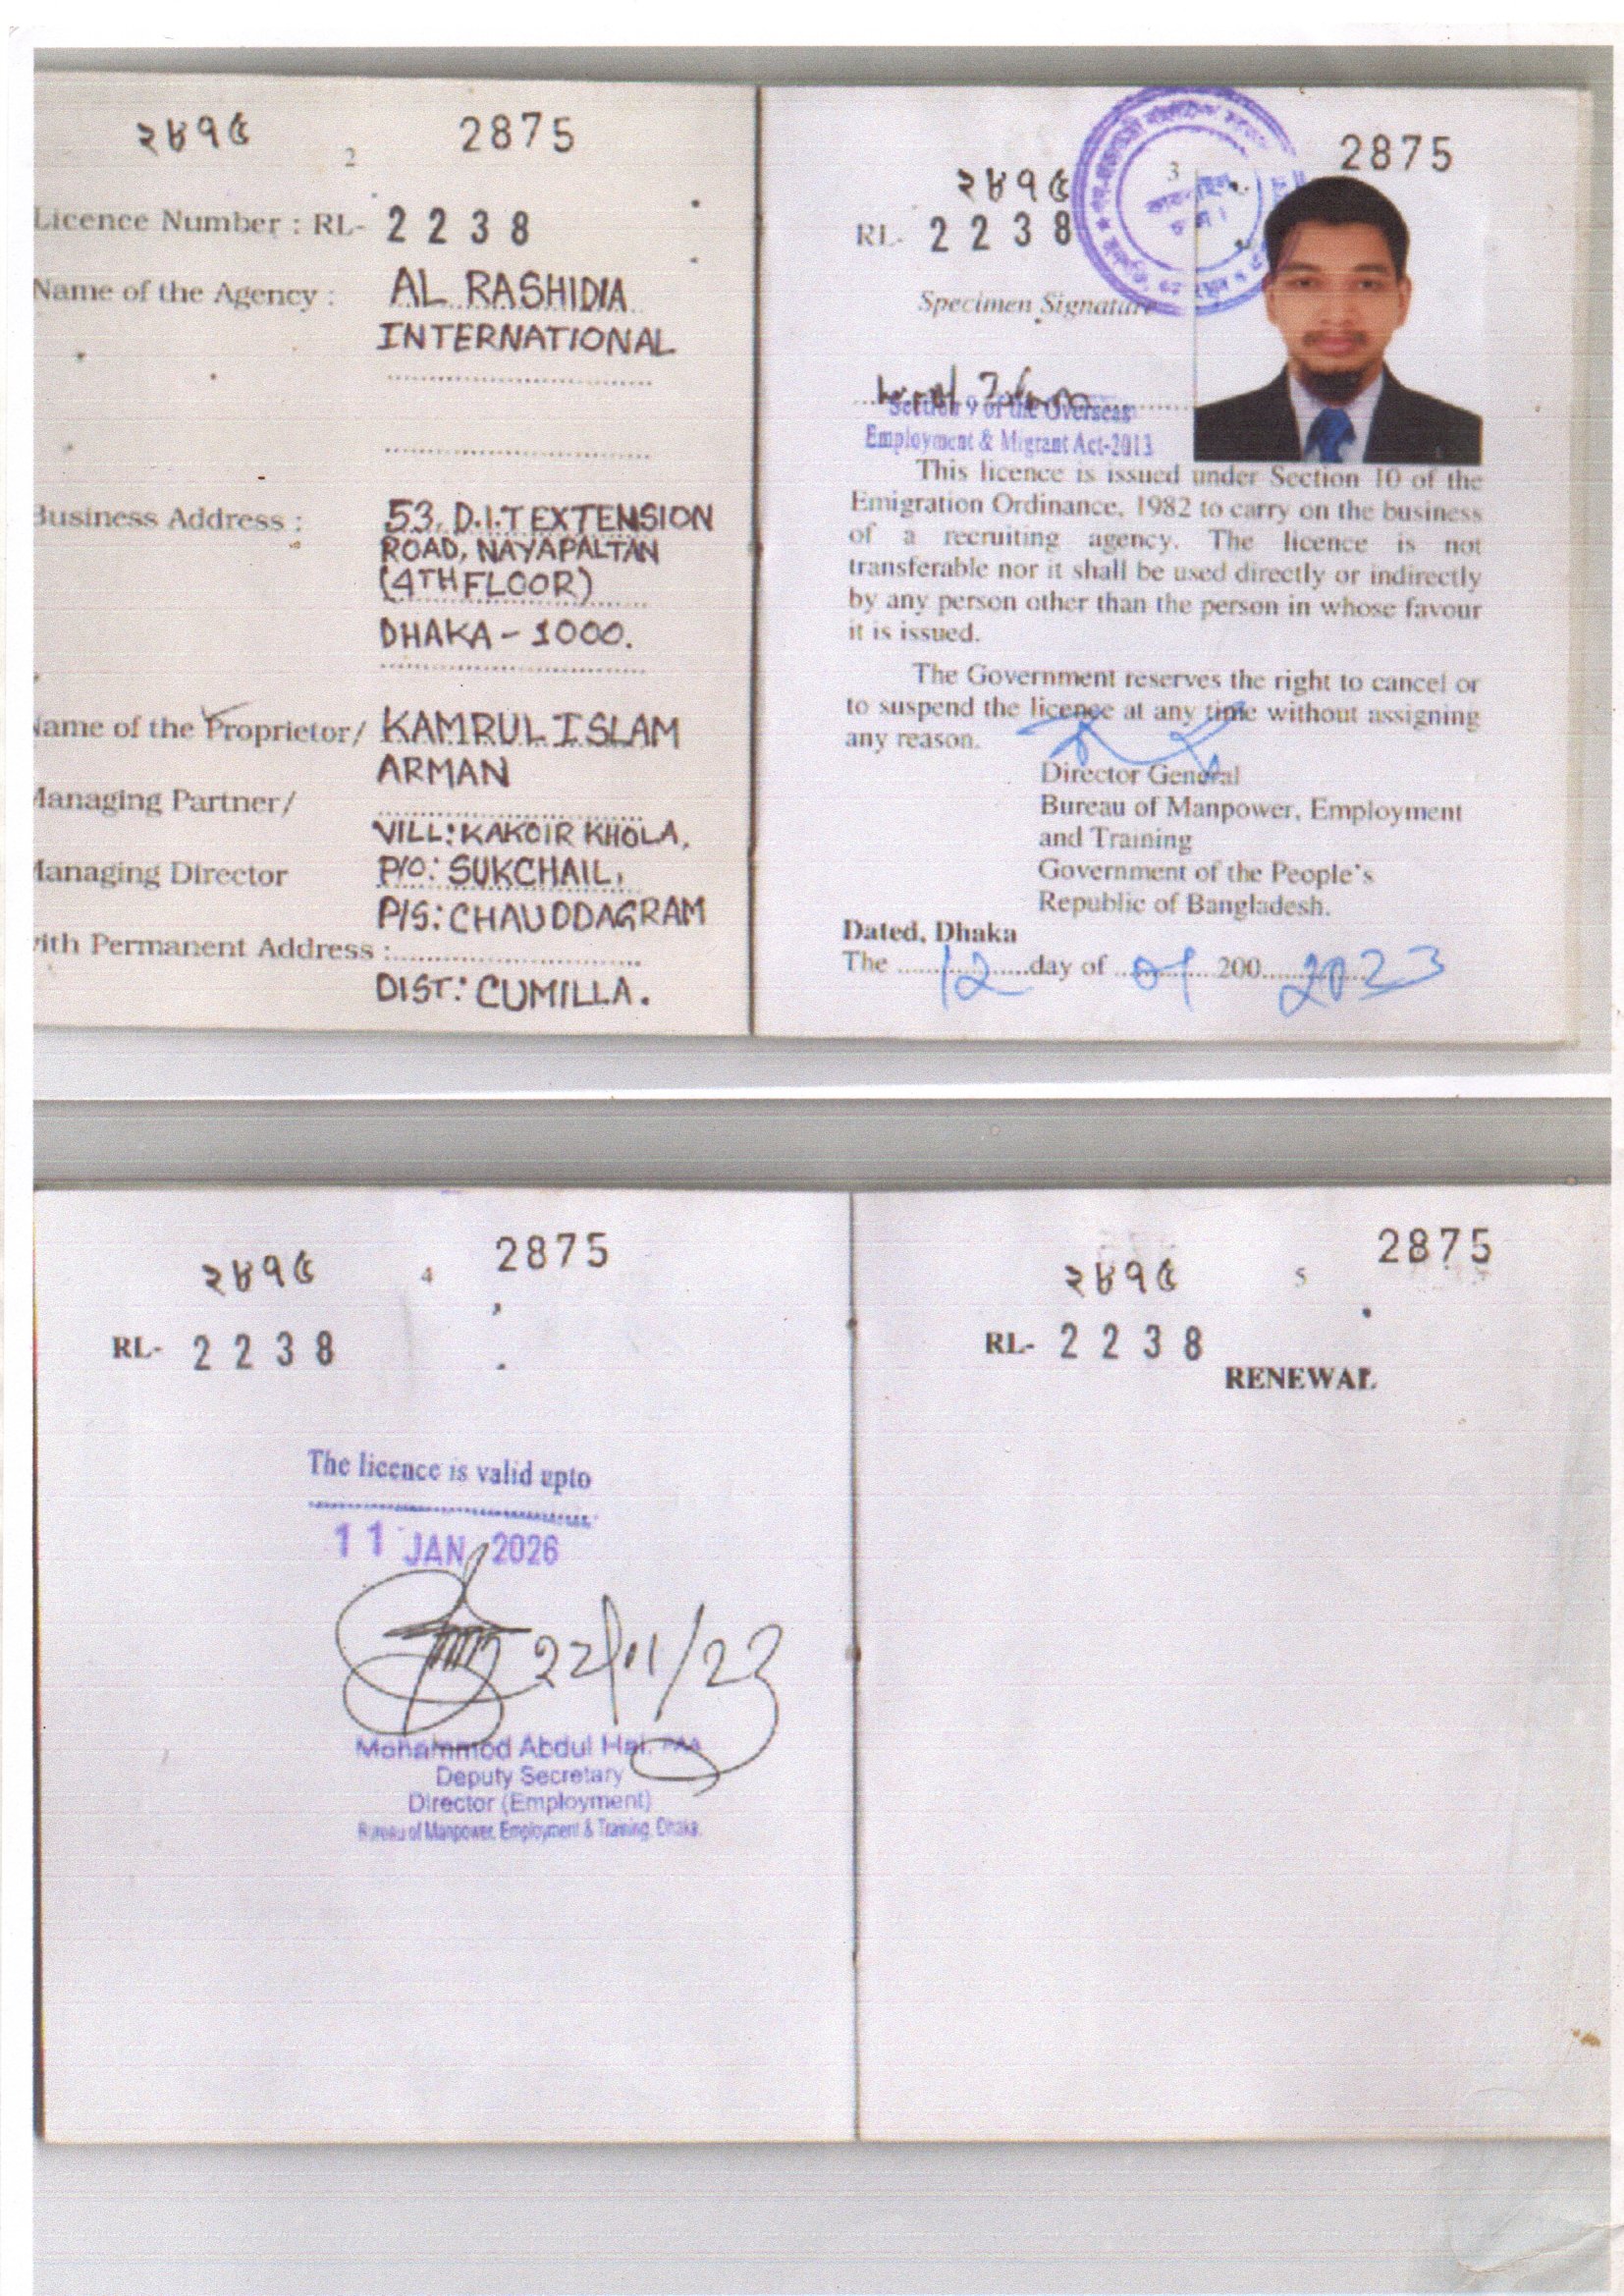 ২৮৭৫ 2 2875
Licence Number : RL- 2 2 3 8
Name of the Agency : AL RASHIDIA
INTERNATIONAL
Business Address : 53, D.I.T EXTENSION
ROAD, NAYAPALTAN
(4TH FLOOR)
DHAKA - 1000.
Name of the Proprietor/ KAMRUL ISLAM
ARMAN
Managing Partner/
VILL: KAKOIR KHOLA,
Managing Director P/O: SUKCHAIL,
P/S: CHAUDDAGRAM
with Permanent Address :
DIST: CUMILLA.
3 2875
২৮৭৫
RL- 2 2 3 8
Specimen Signature
Section 9 of the Overseas
Employment & Migrant Act-2013
This licence is issued under Section 10 of the
Emigration Ordinance, 1982 to carry on the business
of a recruiting agency. The licence is not
transferable nor it shall be used directly or indirectly
by any person other than the person in whose favour
it is issued.
The Government reserves the right to cancel or
to suspend the licence at any time without assigning
any reason.
Director General
Bureau of Manpower, Employment
and Training
Government of the People's
Republic of Bangladesh.
Dated, Dhaka
The 12 day of 01 200 2023
২৮৭৫ 4 2875
RL- 2 2 3 8
The licence is valid upto
11 JAN 2026
22/01/23
Mohammod Abdul Hai, PAA
Deputy Secretary
Director (Employment)
Bureau of Manpower, Employment & Training, Dhaka.
২৮৭৫ 5 2875
RL- 2 2 3 8
RENEWAL